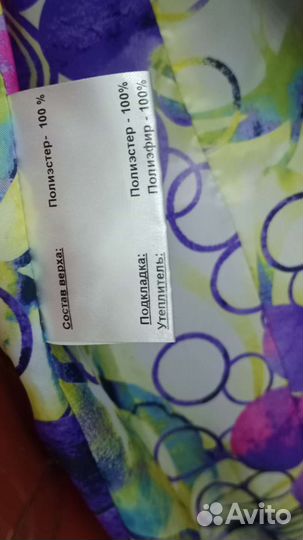 Состав верха: Полиэстер- 100 %
Подкладка: Полиэстер - 100%
Утеплитель: Полиэфир - 100%
Avito